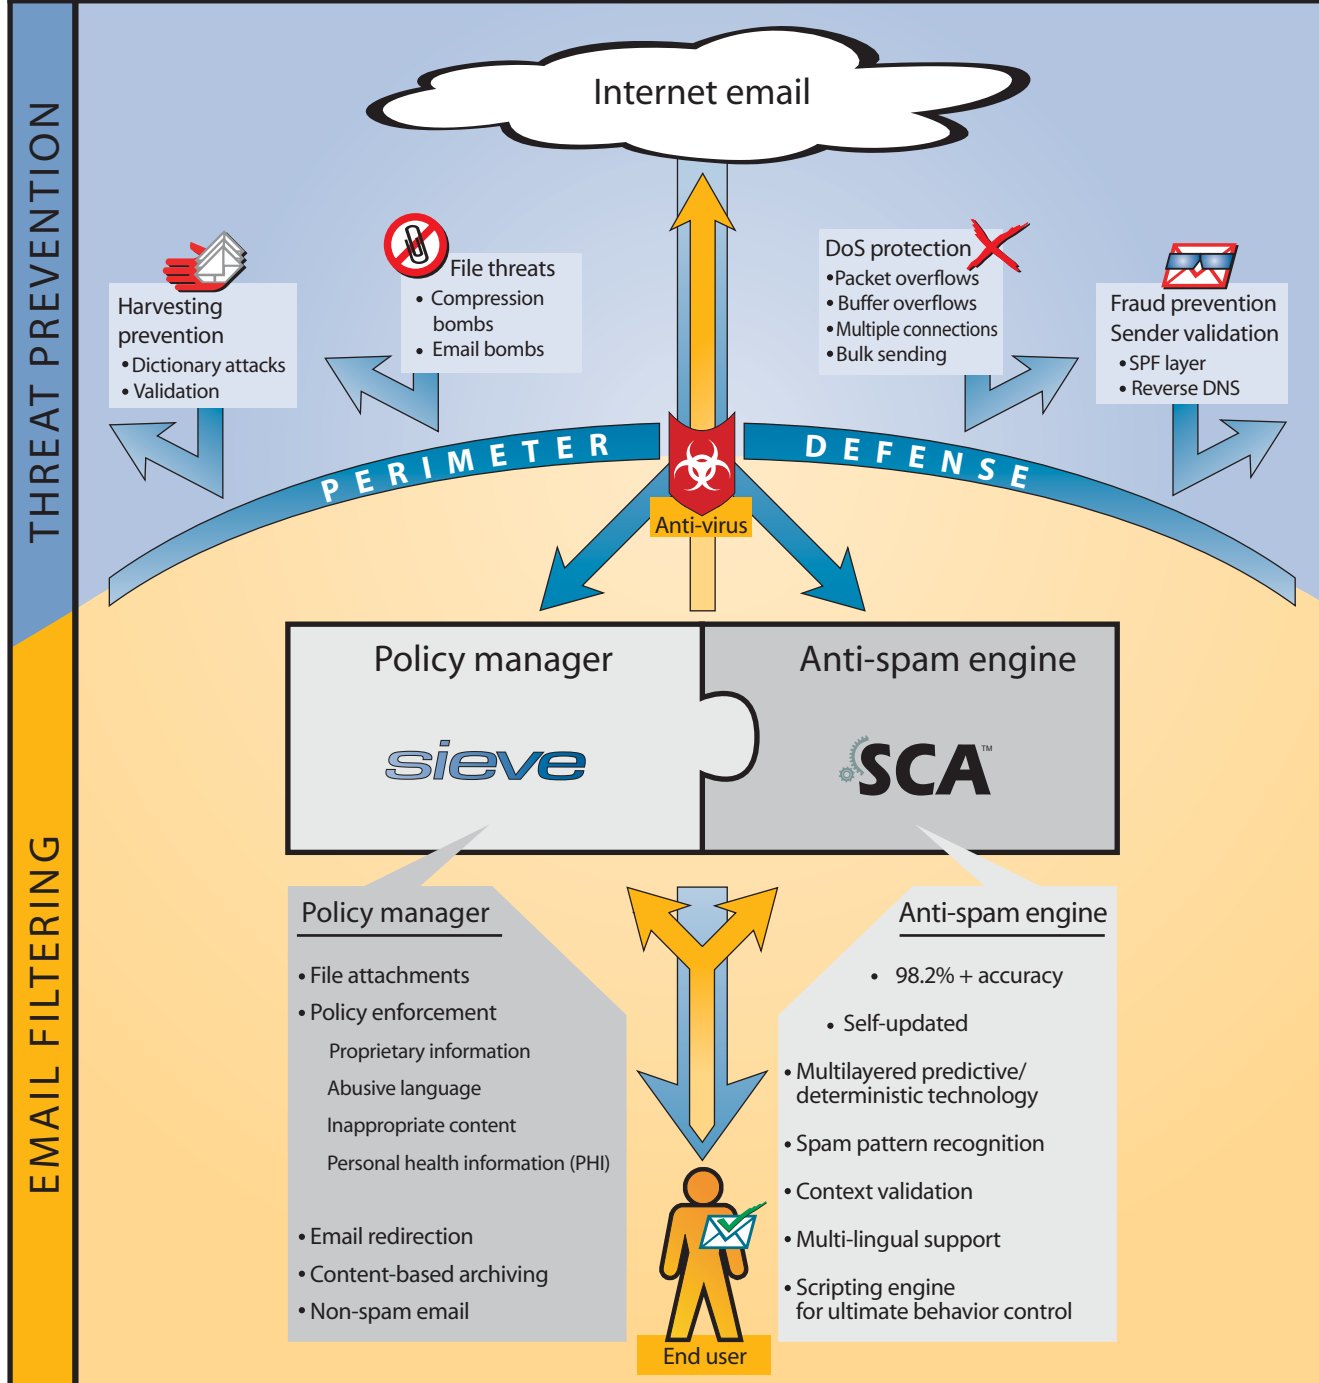 THREAT PREVENTION
EMAIL FILTERING
Internet email
Harvesting
prevention
• Dictionary attacks
• Validation
File threats
• Compression
bombs
• Email bombs
DoS protection
• Packet overflows
• Buffer overflows
• Multiple connections
• Bulk sending
Fraud prevention
Sender validation
• SPF layer
• Reverse DNS
PERIMETER DEFENSE
Anti-virus
Policy manager
sieve
Anti-spam engine
SCA™
Policy manager
• File attachments
• Policy enforcement
Proprietary information
Abusive language
Inappropriate content
Personal health information (PHI)
• Email redirection
• Content-based archiving
• Non-spam email
Anti-spam engine
• 98.2% + accuracy
• Self-updated
• Multilayered predictive/
deterministic technology
• Spam pattern recognition
• Context validation
• Multi-lingual support
• Scripting engine
for ultimate behavior control
End user